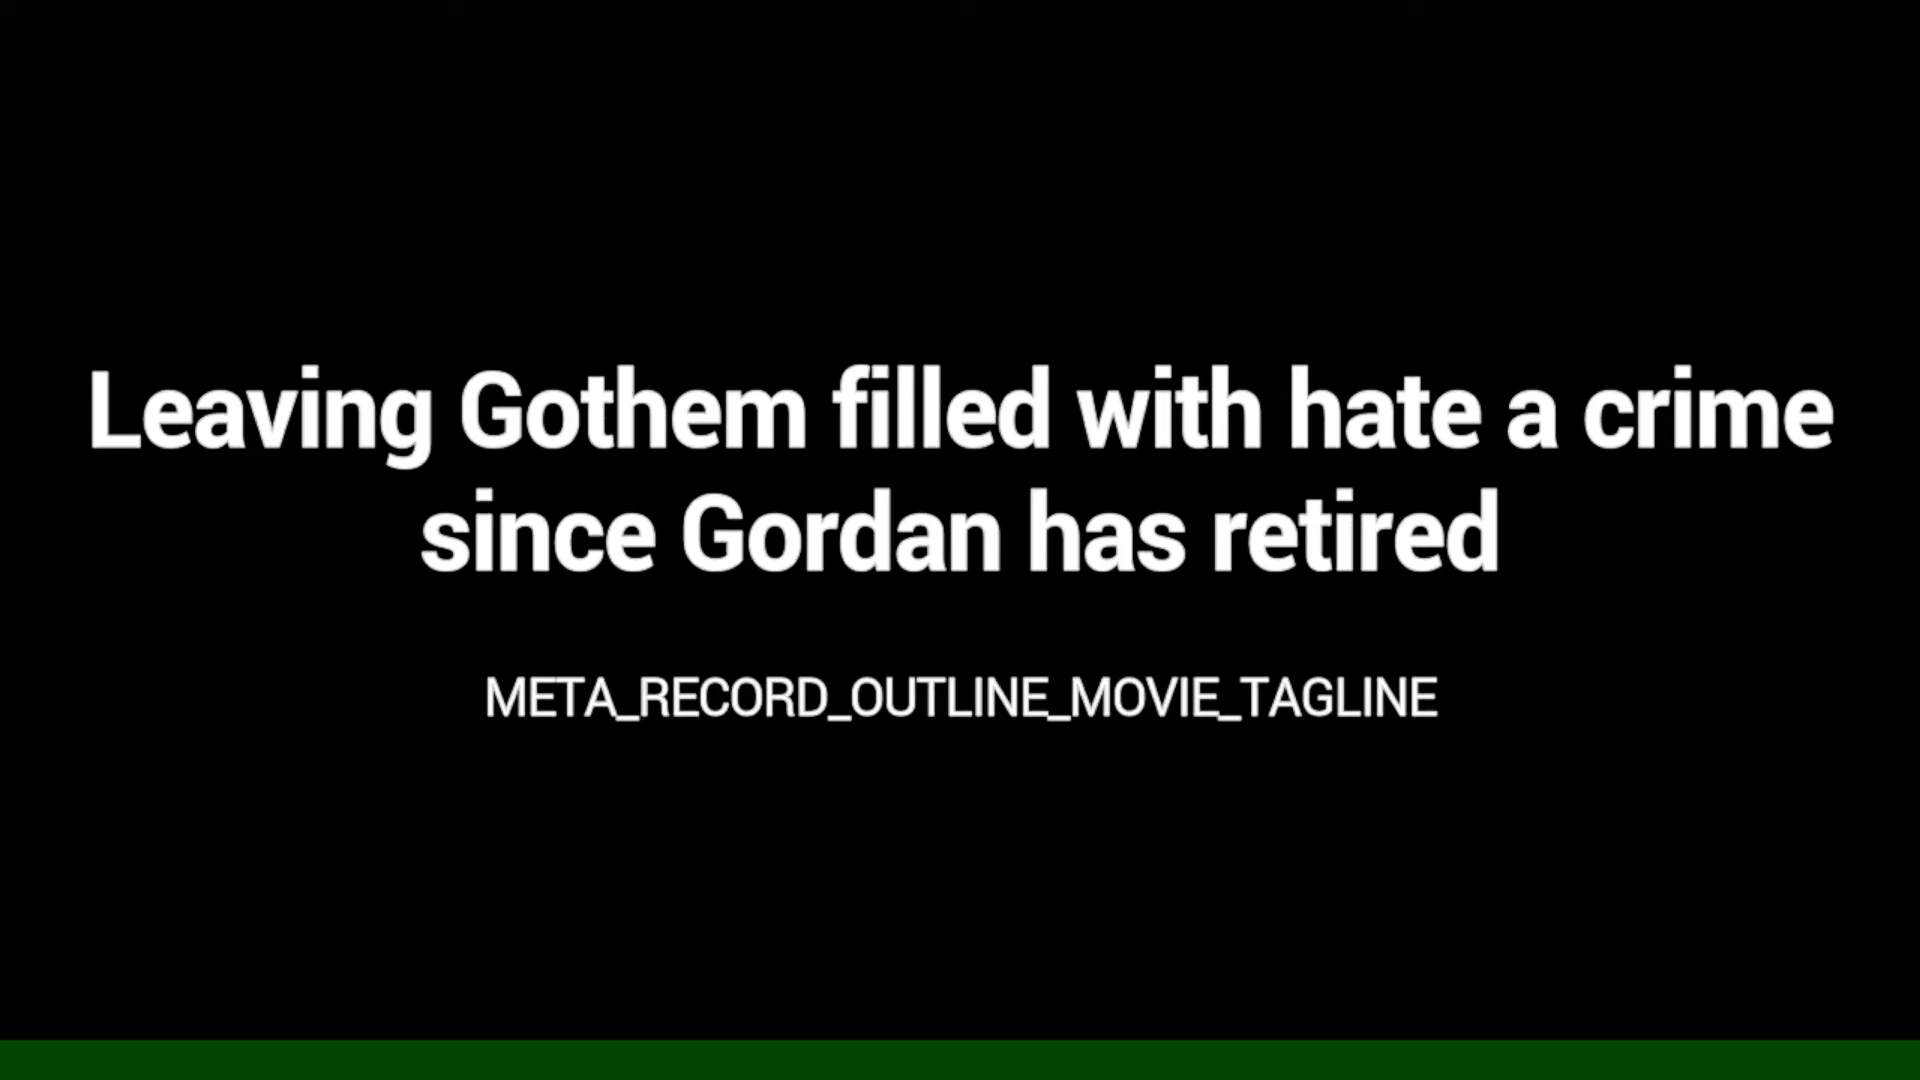 Leaving Gothem filled with hate a crime
since Gordan has retired
META_RECORD_OUTLINE_MOVIE_TAGLINE